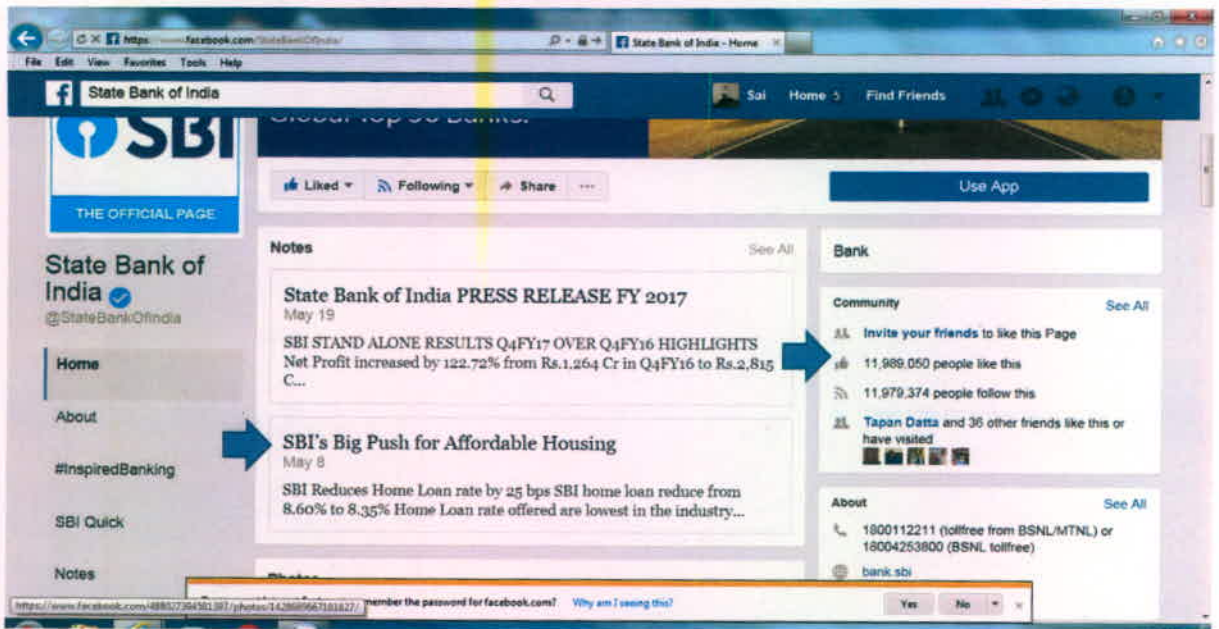 https://www.facebook.com/StateBankOfIndia/
State Bank of India - Home
File Edit View Favorites Tools Help
State Bank of India
Sai Home 5 Find Friends
SBI
THE OFFICIAL PAGE
Liked Following Share ...
Use App
State Bank of
India
@StateBankOfIndia
Home
About
#InspiredBanking
SBI Quick
Notes
Notes See All
State Bank of India PRESS RELEASE FY 2017
May 19
SBI STAND ALONE RESULTS Q4FY17 OVER Q4FY16 HIGHLIGHTS
Net Profit increased by 122.72% from Rs.1,264 Cr in Q4FY16 to Rs.2,815
C...
SBI's Big Push for Affordable Housing
May 8
SBI Reduces Home Loan rate by 25 bps SBI home loan reduce from
8.60% to 8.35% Home Loan rate offered are lowest in the industry...
Photos
Bank
Community See All
Invite your friends to like this Page
11,989,050 people like this
11,979,374 people follow this
Tapan Datta and 36 other friends like this or
have visited
About See All
1800112211 (tollfree from BSNL/MTNL) or
18004253800 (BSNL tollfree)
bank.sbi
member the password for facebook.com? Why am I seeing this? Yes No